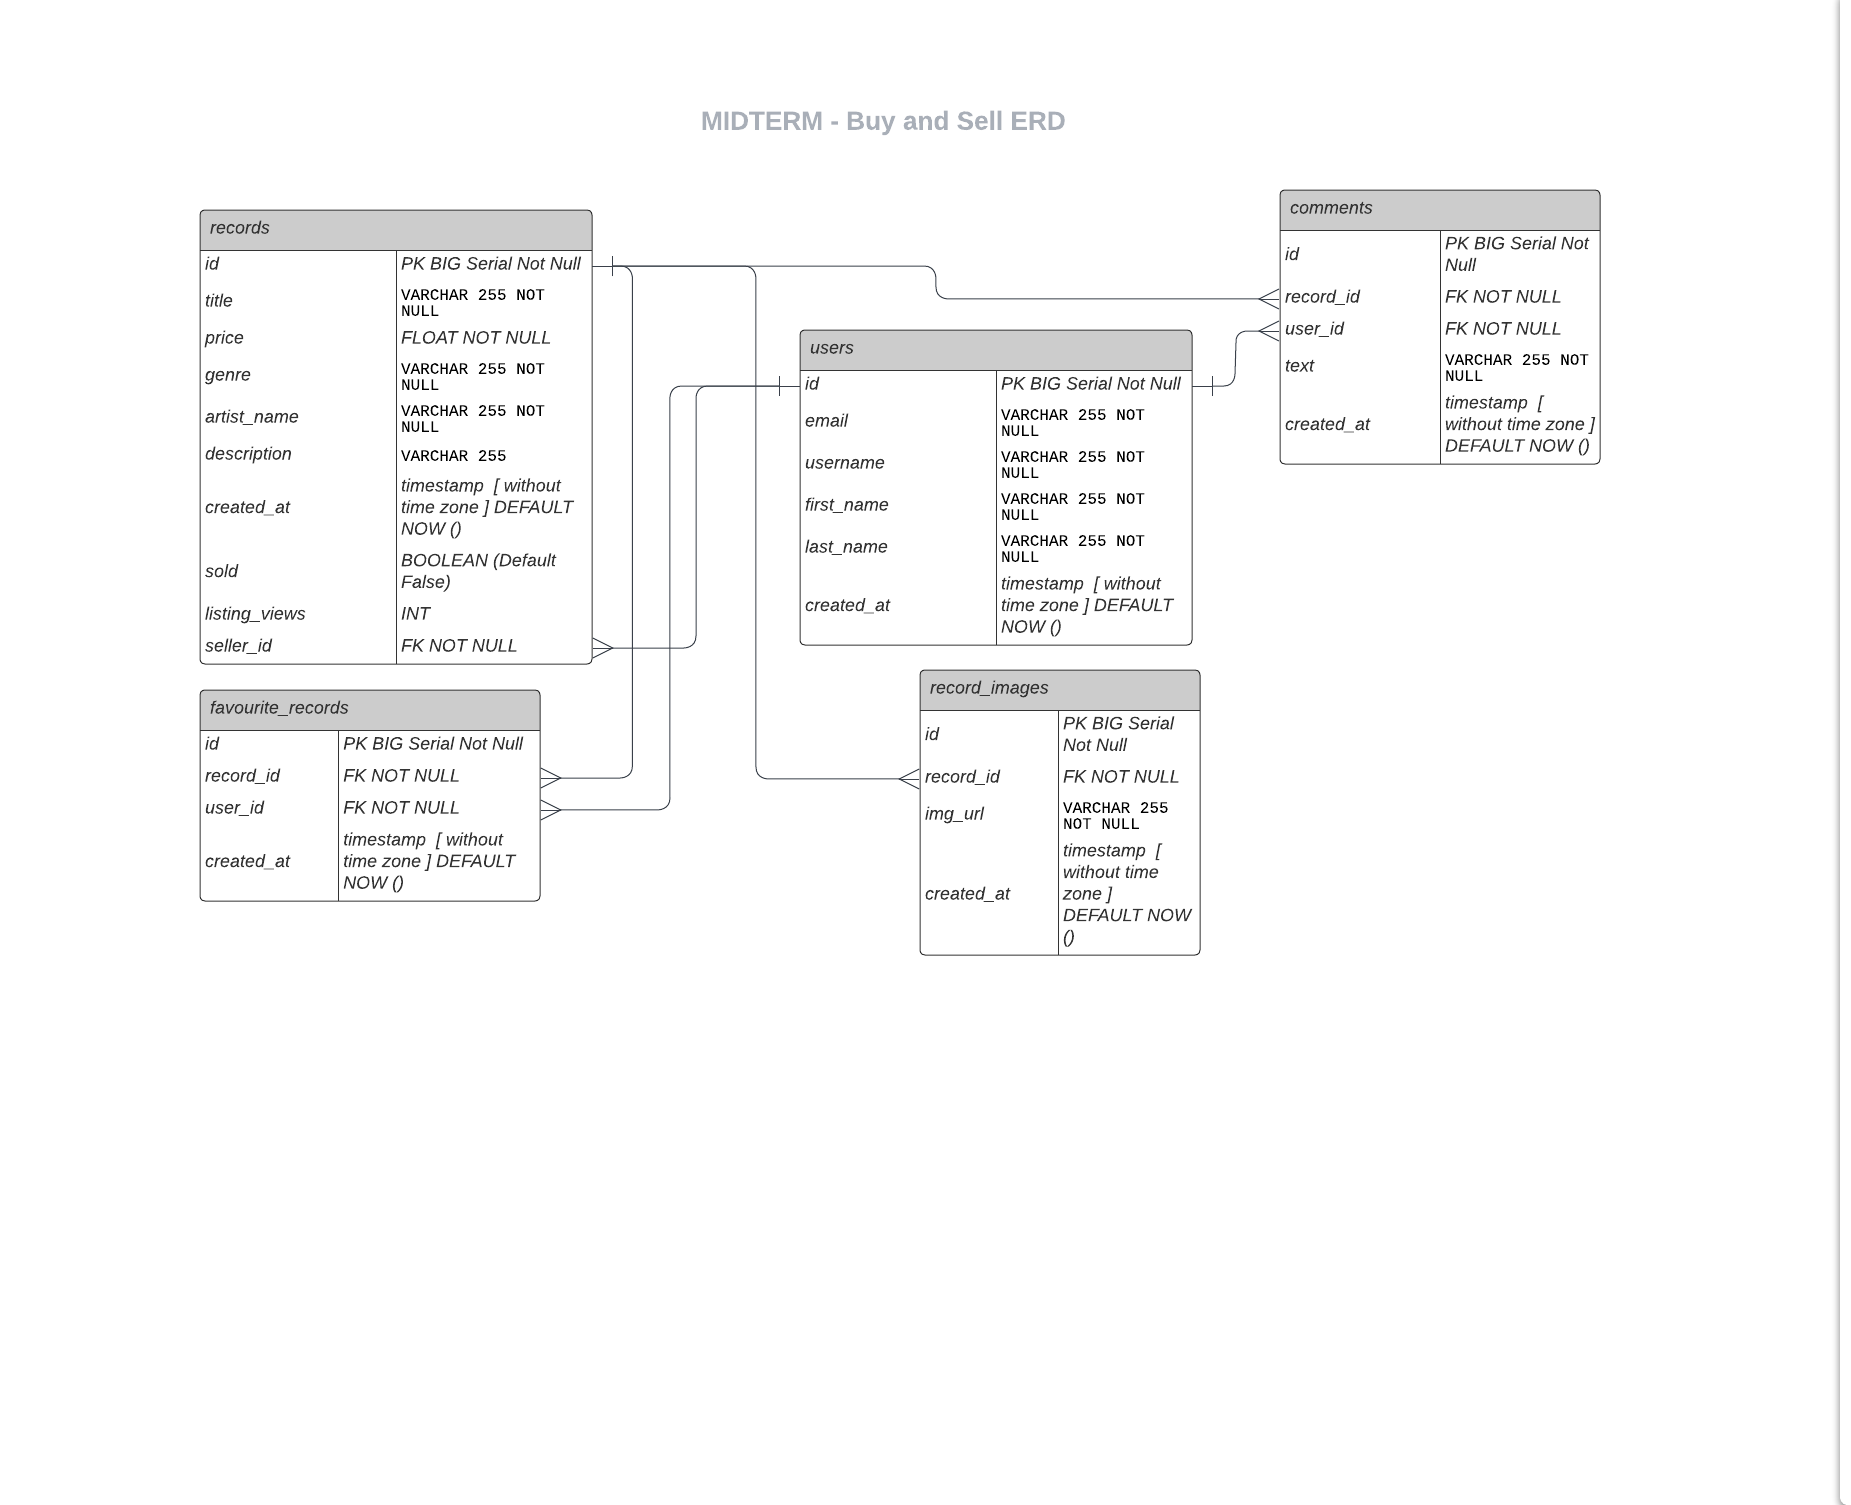 MIDTERM - Buy and Sell ERD
records
id
PK BIG Serial Not Null
title
VARCHAR 255 NOT
NULL
price
FLOAT NOT NULL
genre
VARCHAR 255 NOT
NULL
artist_name
VARCHAR 255 NOT
NULL
description
VARCHAR 255
created_at
timestamp [ without
time zone ] DEFAULT
NOW ()
sold
BOOLEAN (Default
False)
listing_views
INT
seller_id
FK NOT NULL
favourite_records
id
PK BIG Serial Not Null
record_id
FK NOT NULL
user_id
FK NOT NULL
created_at
timestamp [ without
time zone ] DEFAULT
NOW ()
users
id
PK BIG Serial Not Null
email
VARCHAR 255 NOT
NULL
username
VARCHAR 255 NOT
NULL
first_name
VARCHAR 255 NOT
NULL
last_name
VARCHAR 255 NOT
NULL
created_at
timestamp [ without
time zone ] DEFAULT
NOW ()
record_images
id
PK BIG Serial
Not Null
record_id
FK NOT NULL
img_url
VARCHAR 255
NOT NULL
created_at
timestamp [
without time
zone ]
DEFAULT NOW
()
comments
id
PK BIG Serial Not
Null
record_id
FK NOT NULL
user_id
FK NOT NULL
text
VARCHAR 255 NOT
NULL
created_at
timestamp [
without time zone ]
DEFAULT NOW ()